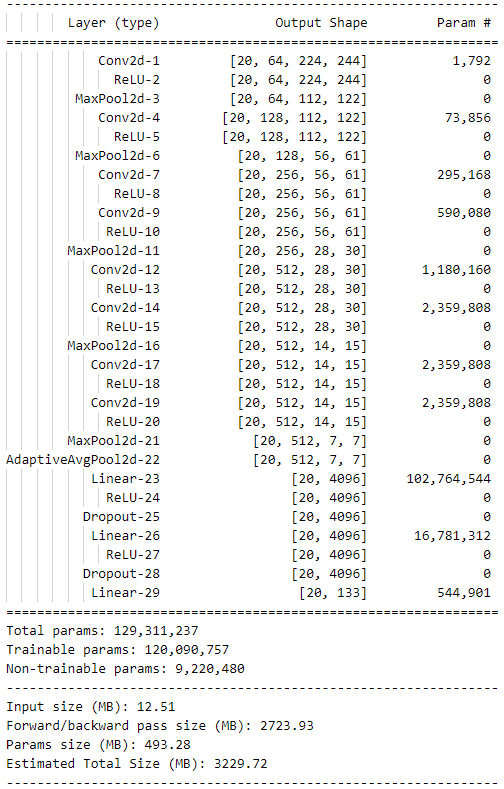 ----------------------------------------------------------------
Layer (type) Output Shape Param #
================================================================
Conv2d-1 [20, 64, 224, 244] 1,792
ReLU-2 [20, 64, 224, 244] 0
MaxPool2d-3 [20, 64, 112, 122] 0
Conv2d-4 [20, 128, 112, 122] 73,856
ReLU-5 [20, 128, 112, 122] 0
MaxPool2d-6 [20, 128, 56, 61] 0
Conv2d-7 [20, 256, 56, 61] 295,168
ReLU-8 [20, 256, 56, 61] 0
Conv2d-9 [20, 256, 56, 61] 590,080
ReLU-10 [20, 256, 56, 61] 0
MaxPool2d-11 [20, 256, 28, 30] 0
Conv2d-12 [20, 512, 28, 30] 1,180,160
ReLU-13 [20, 512, 28, 30] 0
Conv2d-14 [20, 512, 28, 30] 2,359,808
ReLU-15 [20, 512, 28, 30] 0
MaxPool2d-16 [20, 512, 14, 15] 0
Conv2d-17 [20, 512, 14, 15] 2,359,808
ReLU-18 [20, 512, 14, 15] 0
Conv2d-19 [20, 512, 14, 15] 2,359,808
ReLU-20 [20, 512, 14, 15] 0
MaxPool2d-21 [20, 512, 7, 7] 0
AdaptiveAvgPool2d-22 [20, 512, 7, 7] 0
Linear-23 [20, 4096] 102,764,544
ReLU-24 [20, 4096] 0
Dropout-25 [20, 4096] 0
Linear-26 [20, 4096] 16,781,312
ReLU-27 [20, 4096] 0
Dropout-28 [20, 4096] 0
Linear-29 [20, 133] 544,901
================================================================
Total params: 129,311,237
Trainable params: 120,090,757
Non-trainable params: 9,220,480
----------------------------------------------------------------
Input size (MB): 12.51
Forward/backward pass size (MB): 2723.93
Params size (MB): 493.28
Estimated Total Size (MB): 3229.72
----------------------------------------------------------------